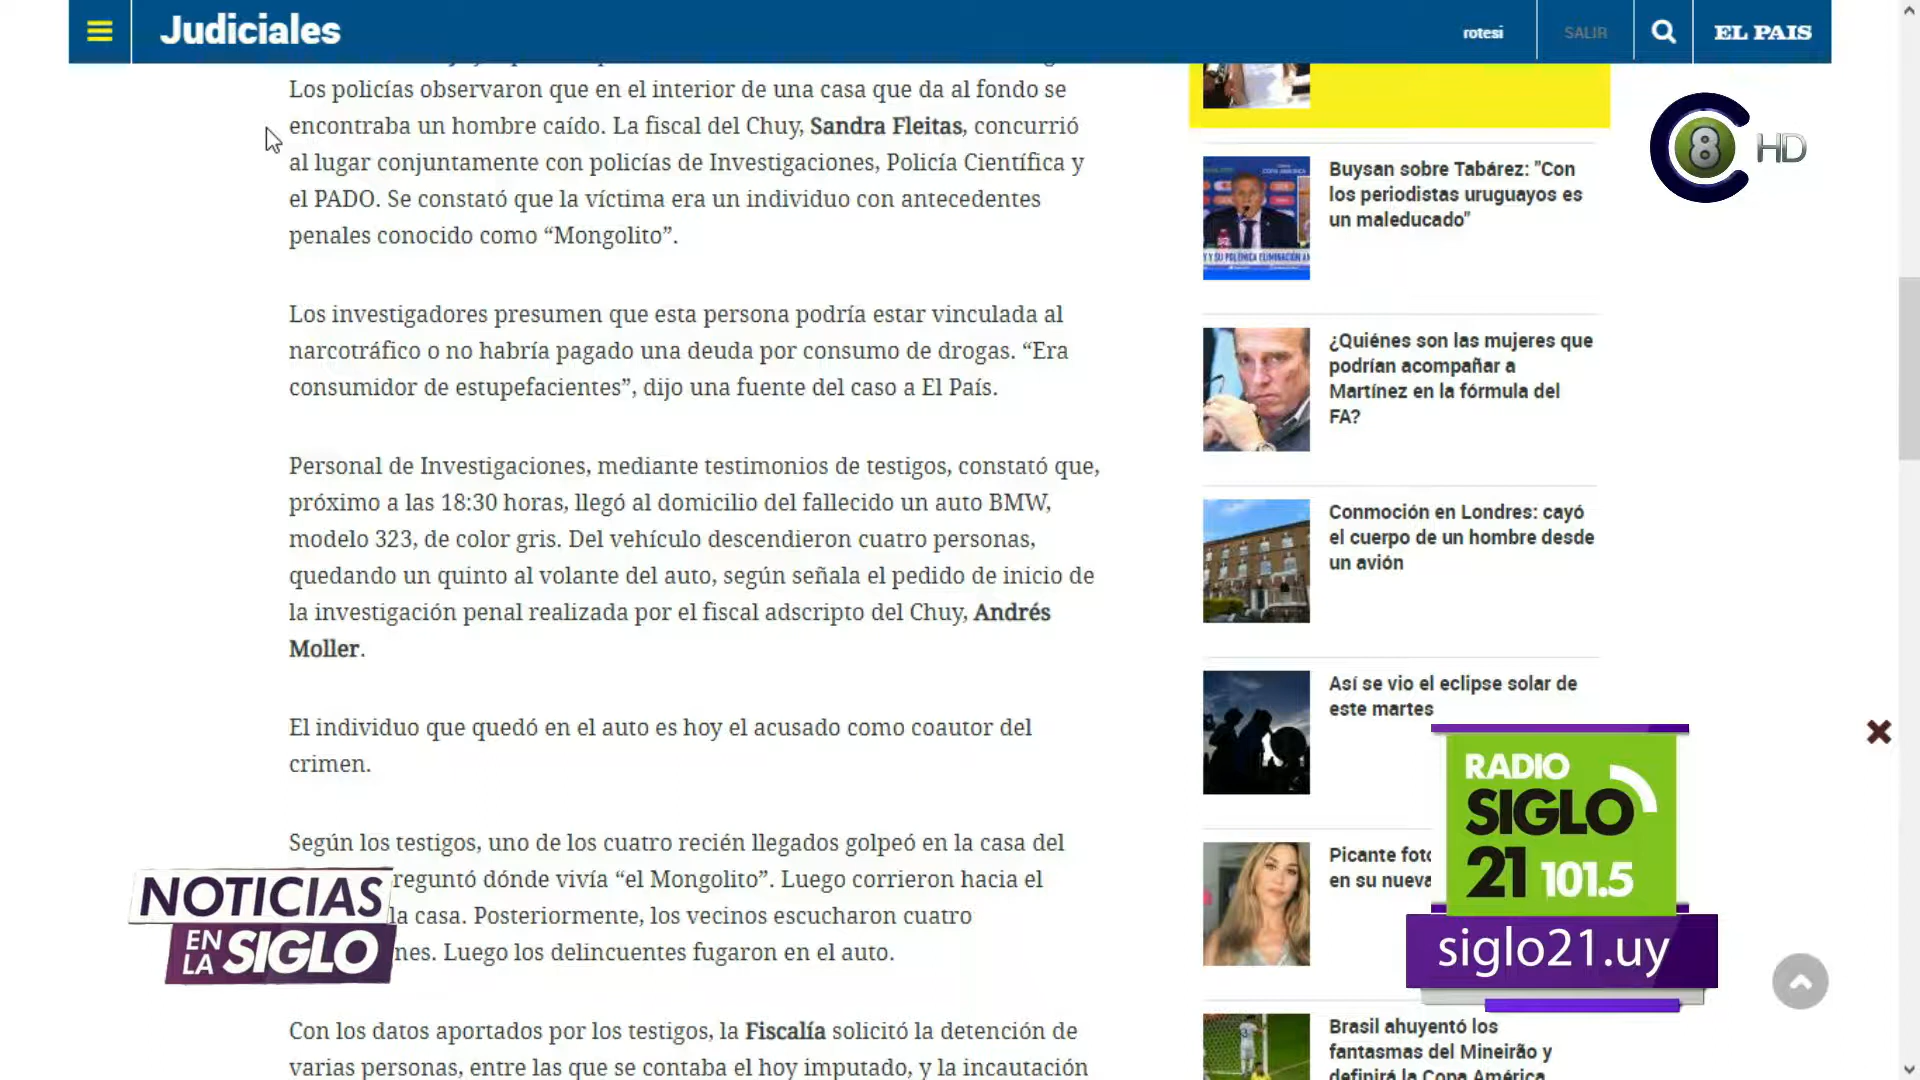 Judiciales
rotesi
SALIR
EL PAIS
Los policías observaron que en el interior de una casa que da al fondo se
encontraba un hombre caído. La fiscal del Chuy, Sandra Fleitas, concurrió
al lugar conjuntamente con policías de Investigaciones, Policía Científica y
el PADO. Se constató que la víctima era un individuo con antecedentes
penales conocido como “Mongolito”.
Los investigadores presumen que esta persona podría estar vinculada al
narcotráfico o no habría pagado una deuda por consumo de drogas. “Era
consumidor de estupefacientes”, dijo una fuente del caso a El País.
Personal de Investigaciones, mediante testimonios de testigos, constató que,
próximo a las 18:30 horas, llegó al domicilio del fallecido un auto BMW,
modelo 323, de color gris. Del vehículo descendieron cuatro personas,
quedando un quinto al volante del auto, según señala el pedido de inicio de
la investigación penal realizada por el fiscal adscripto del Chuy, Andrés
Moller.
El individuo que quedó en el auto es hoy el acusado como coautor del
crimen.
Según los testigos, uno de los cuatro recién llegados golpeó en la casa del
reguntó dónde vivía “el Mongolito”. Luego corrieron hacia el
la casa. Posteriormente, los vecinos escucharon cuatro
nes. Luego los delincuentes fugaron en el auto.
Con los datos aportados por los testigos, la Fiscalía solicitó la detención de
varias personas, entre las que se contaba el hoy imputado, y la incautación
NOTICIAS
EN LA SIGLO
C8 HD
Buysan sobre Tabárez: "Con
los periodistas uruguayos es
un maleducado"
¿Quiénes son las mujeres que
podrían acompañar a
Martínez en la fórmula del
FA?
Conmoción en Londres: cayó
el cuerpo de un hombre desde
un avión
Así se vio el eclipse solar de
este martes
Picante foto
en su nueva
Brasil ahuyentó los
fantasmas del Mineirão y
definirá la Copa América
RADIO
SIGLO
21 101.5
siglo21.uy